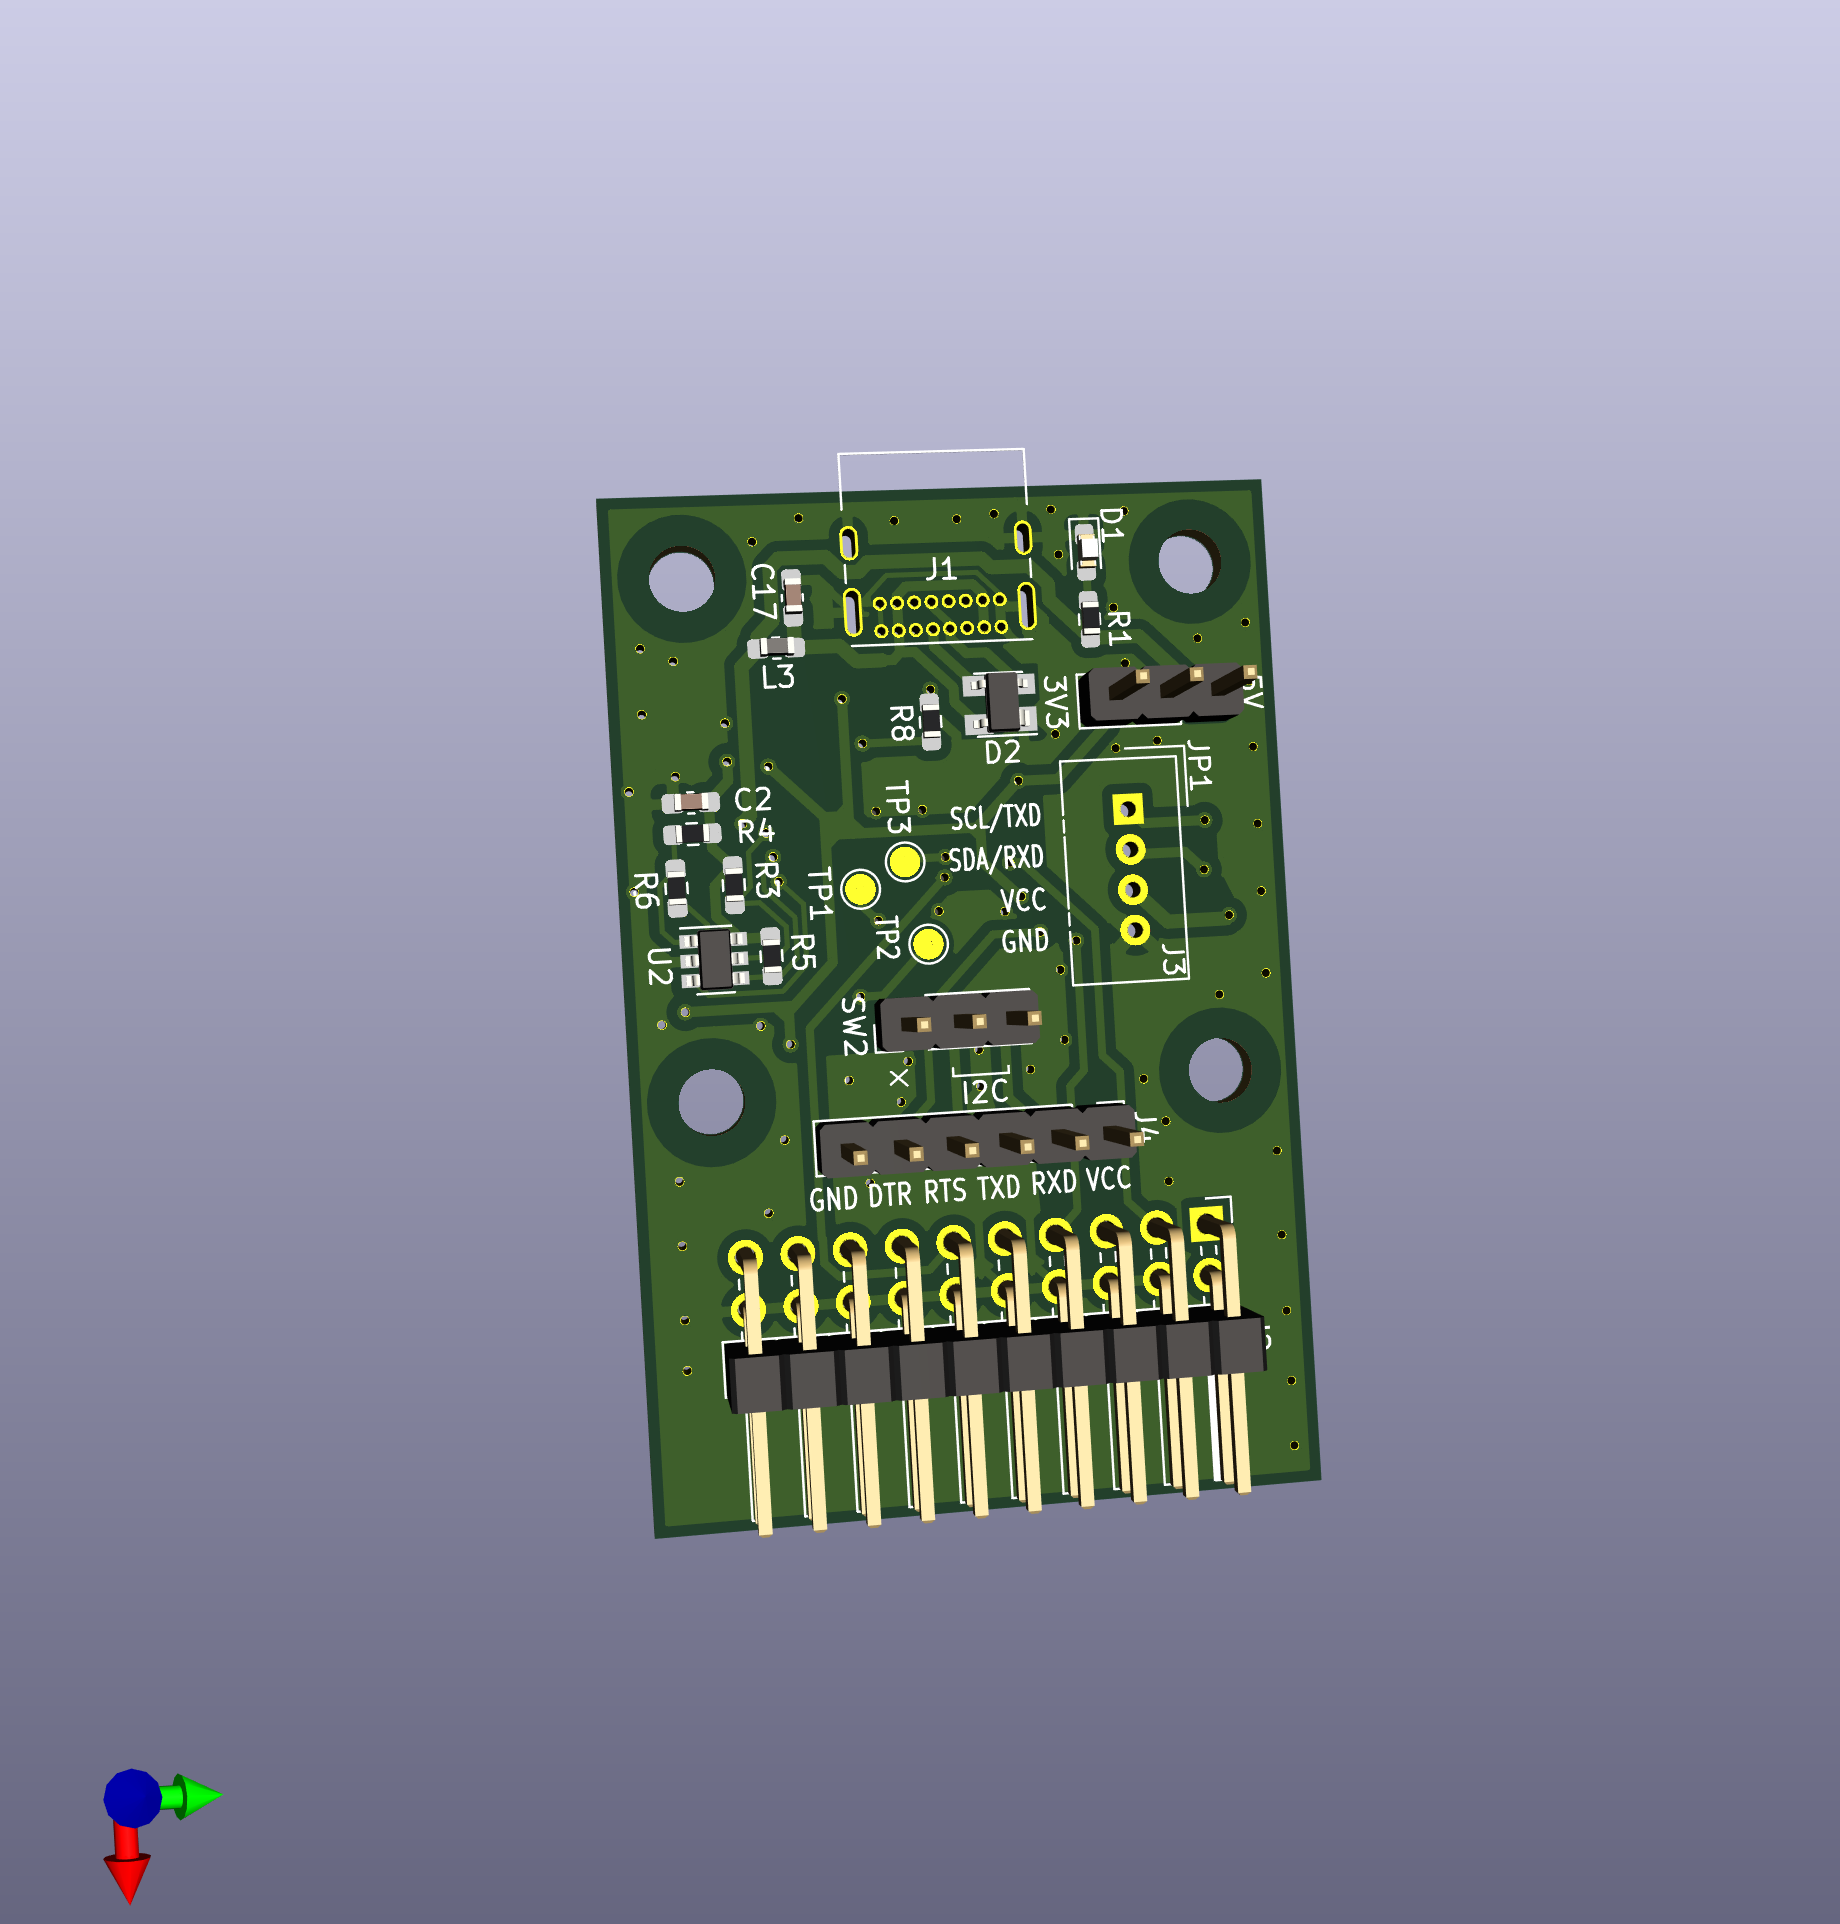 D1
J1
C17
R1
L3
3V3
5V
R8
D2
JP1
C2
TP3
SCL/TXD
R4
SDA/RXD
R3
R6
TP1
VCC
TP2
GND
R5
U2
J3
SW2
X
I2C
J4
GND DTR RTS TXD RXD VCC